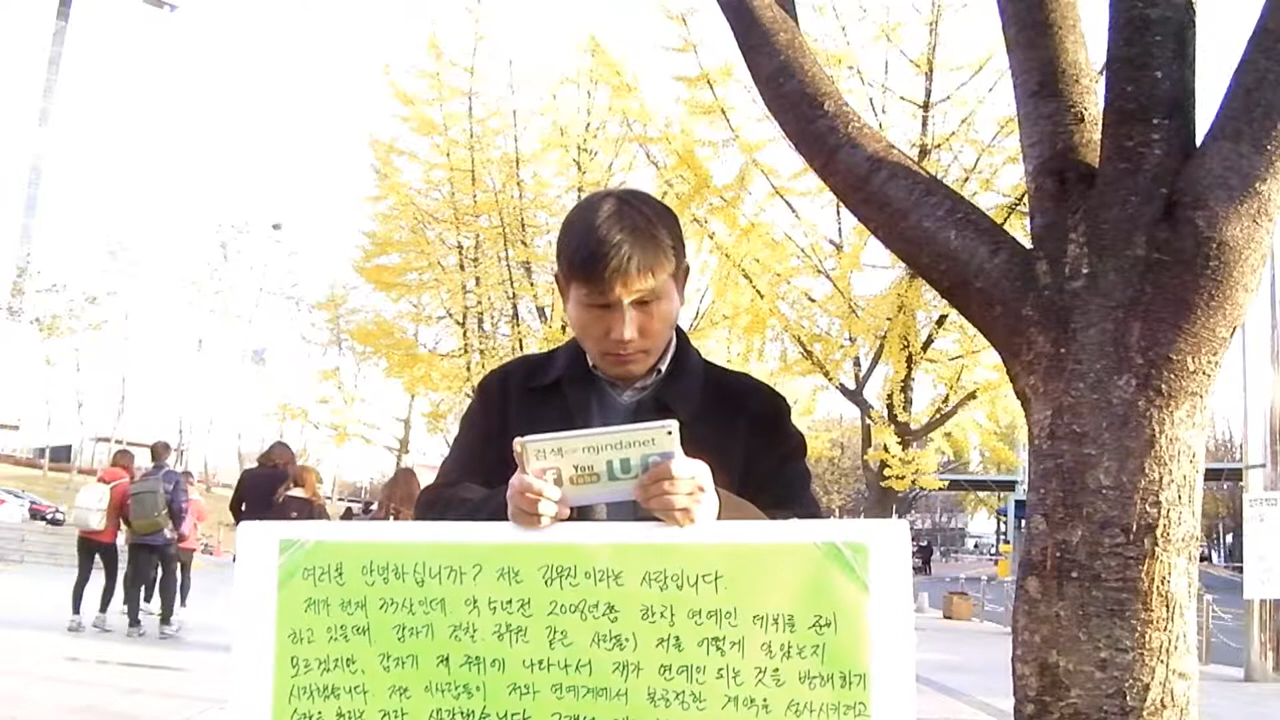 검색 mjindanet
f You Tube
여러분 안녕하십니까? 저는 김우진이라는 사람입니다.
제가 현재 33살인데. 약 5년전 2008년쯤 한창 연예인 데뷔를 준비
하고 있을때. 갑자기 경찰. 공무원 같은 사람들이 저를 어떻게 알았는지
모르겠지만, 갑자기 제 주위에 나타나서 제가 연예인 되는 것을 방해하기
시작했습니다. 저는 이사람들이 저와 연예계에서 불공정한 계약을 성사시키려고
생각했습니다.